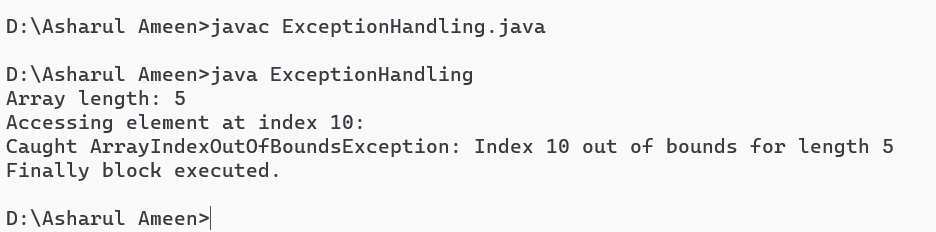 D:\Asharul Ameen>javac ExceptionHandling.java
D:\Asharul Ameen>java ExceptionHandling
Array length: 5
Accessing element at index 10:
Caught ArrayIndexOutOfBoundsException: Index 10 out of bounds for length 5
Finally block executed.
D:\Asharul Ameen>